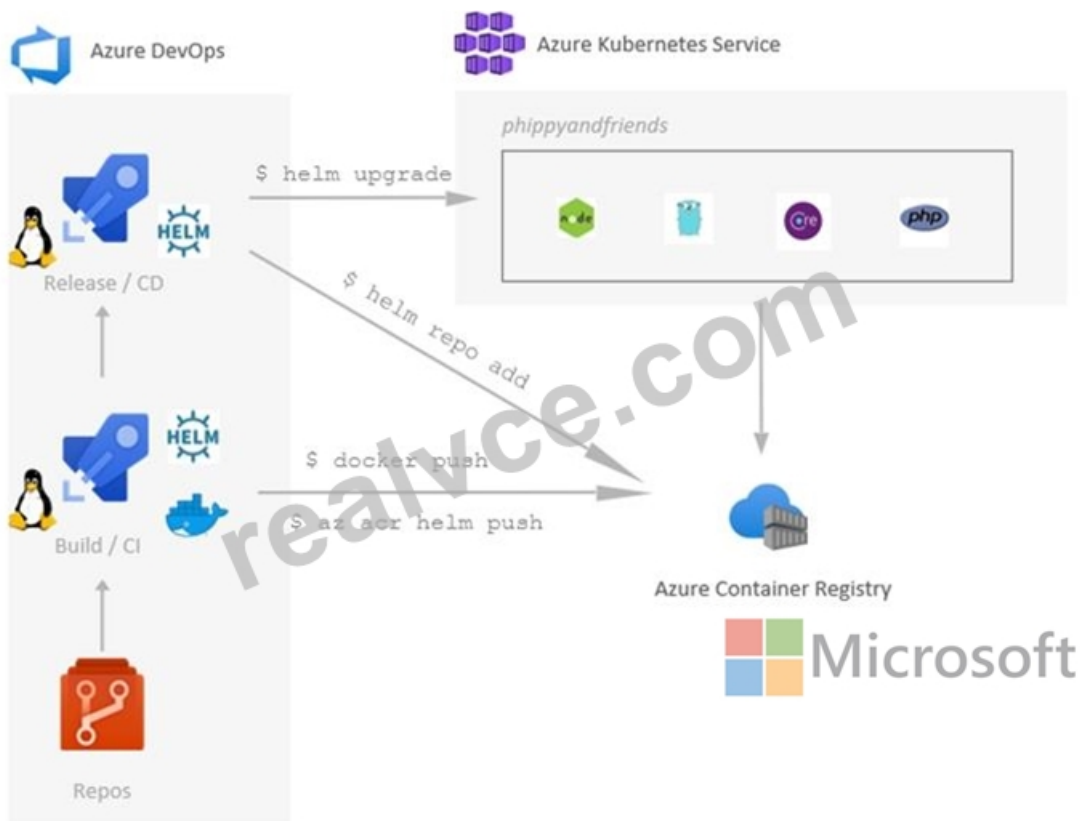 Azure DevOps
Azure Kubernetes Service
phippyandfriends
$ helm upgrade
node
Core
php
HELM
Release / CD
$ helm repo add
HELM
$ docker push
$ az acr helm push
Build / CI
realvce.com
Azure Container Registry
Microsoft
Repos